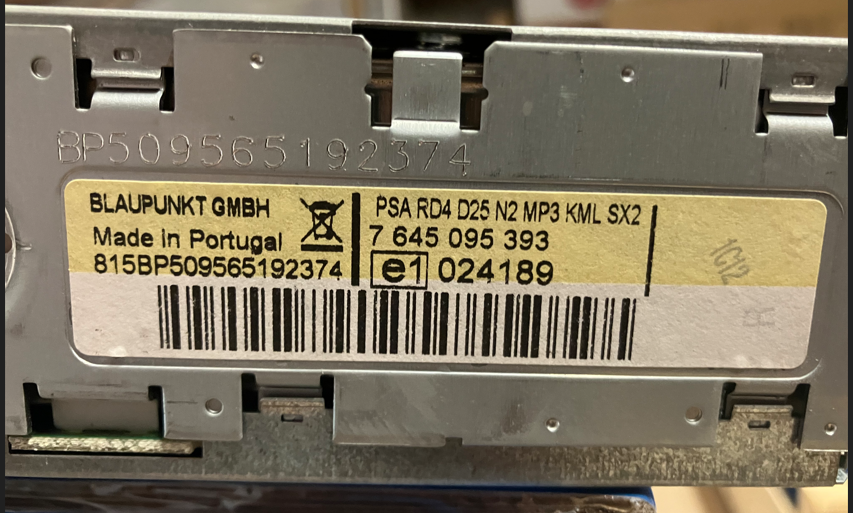 BP509565192374
BLAUPUNKT GMBH
Made in Portugal
815BP509565192374
PSA RD4 D25 N2 MP3 KML SX2
7 645 095 393
e1 024189